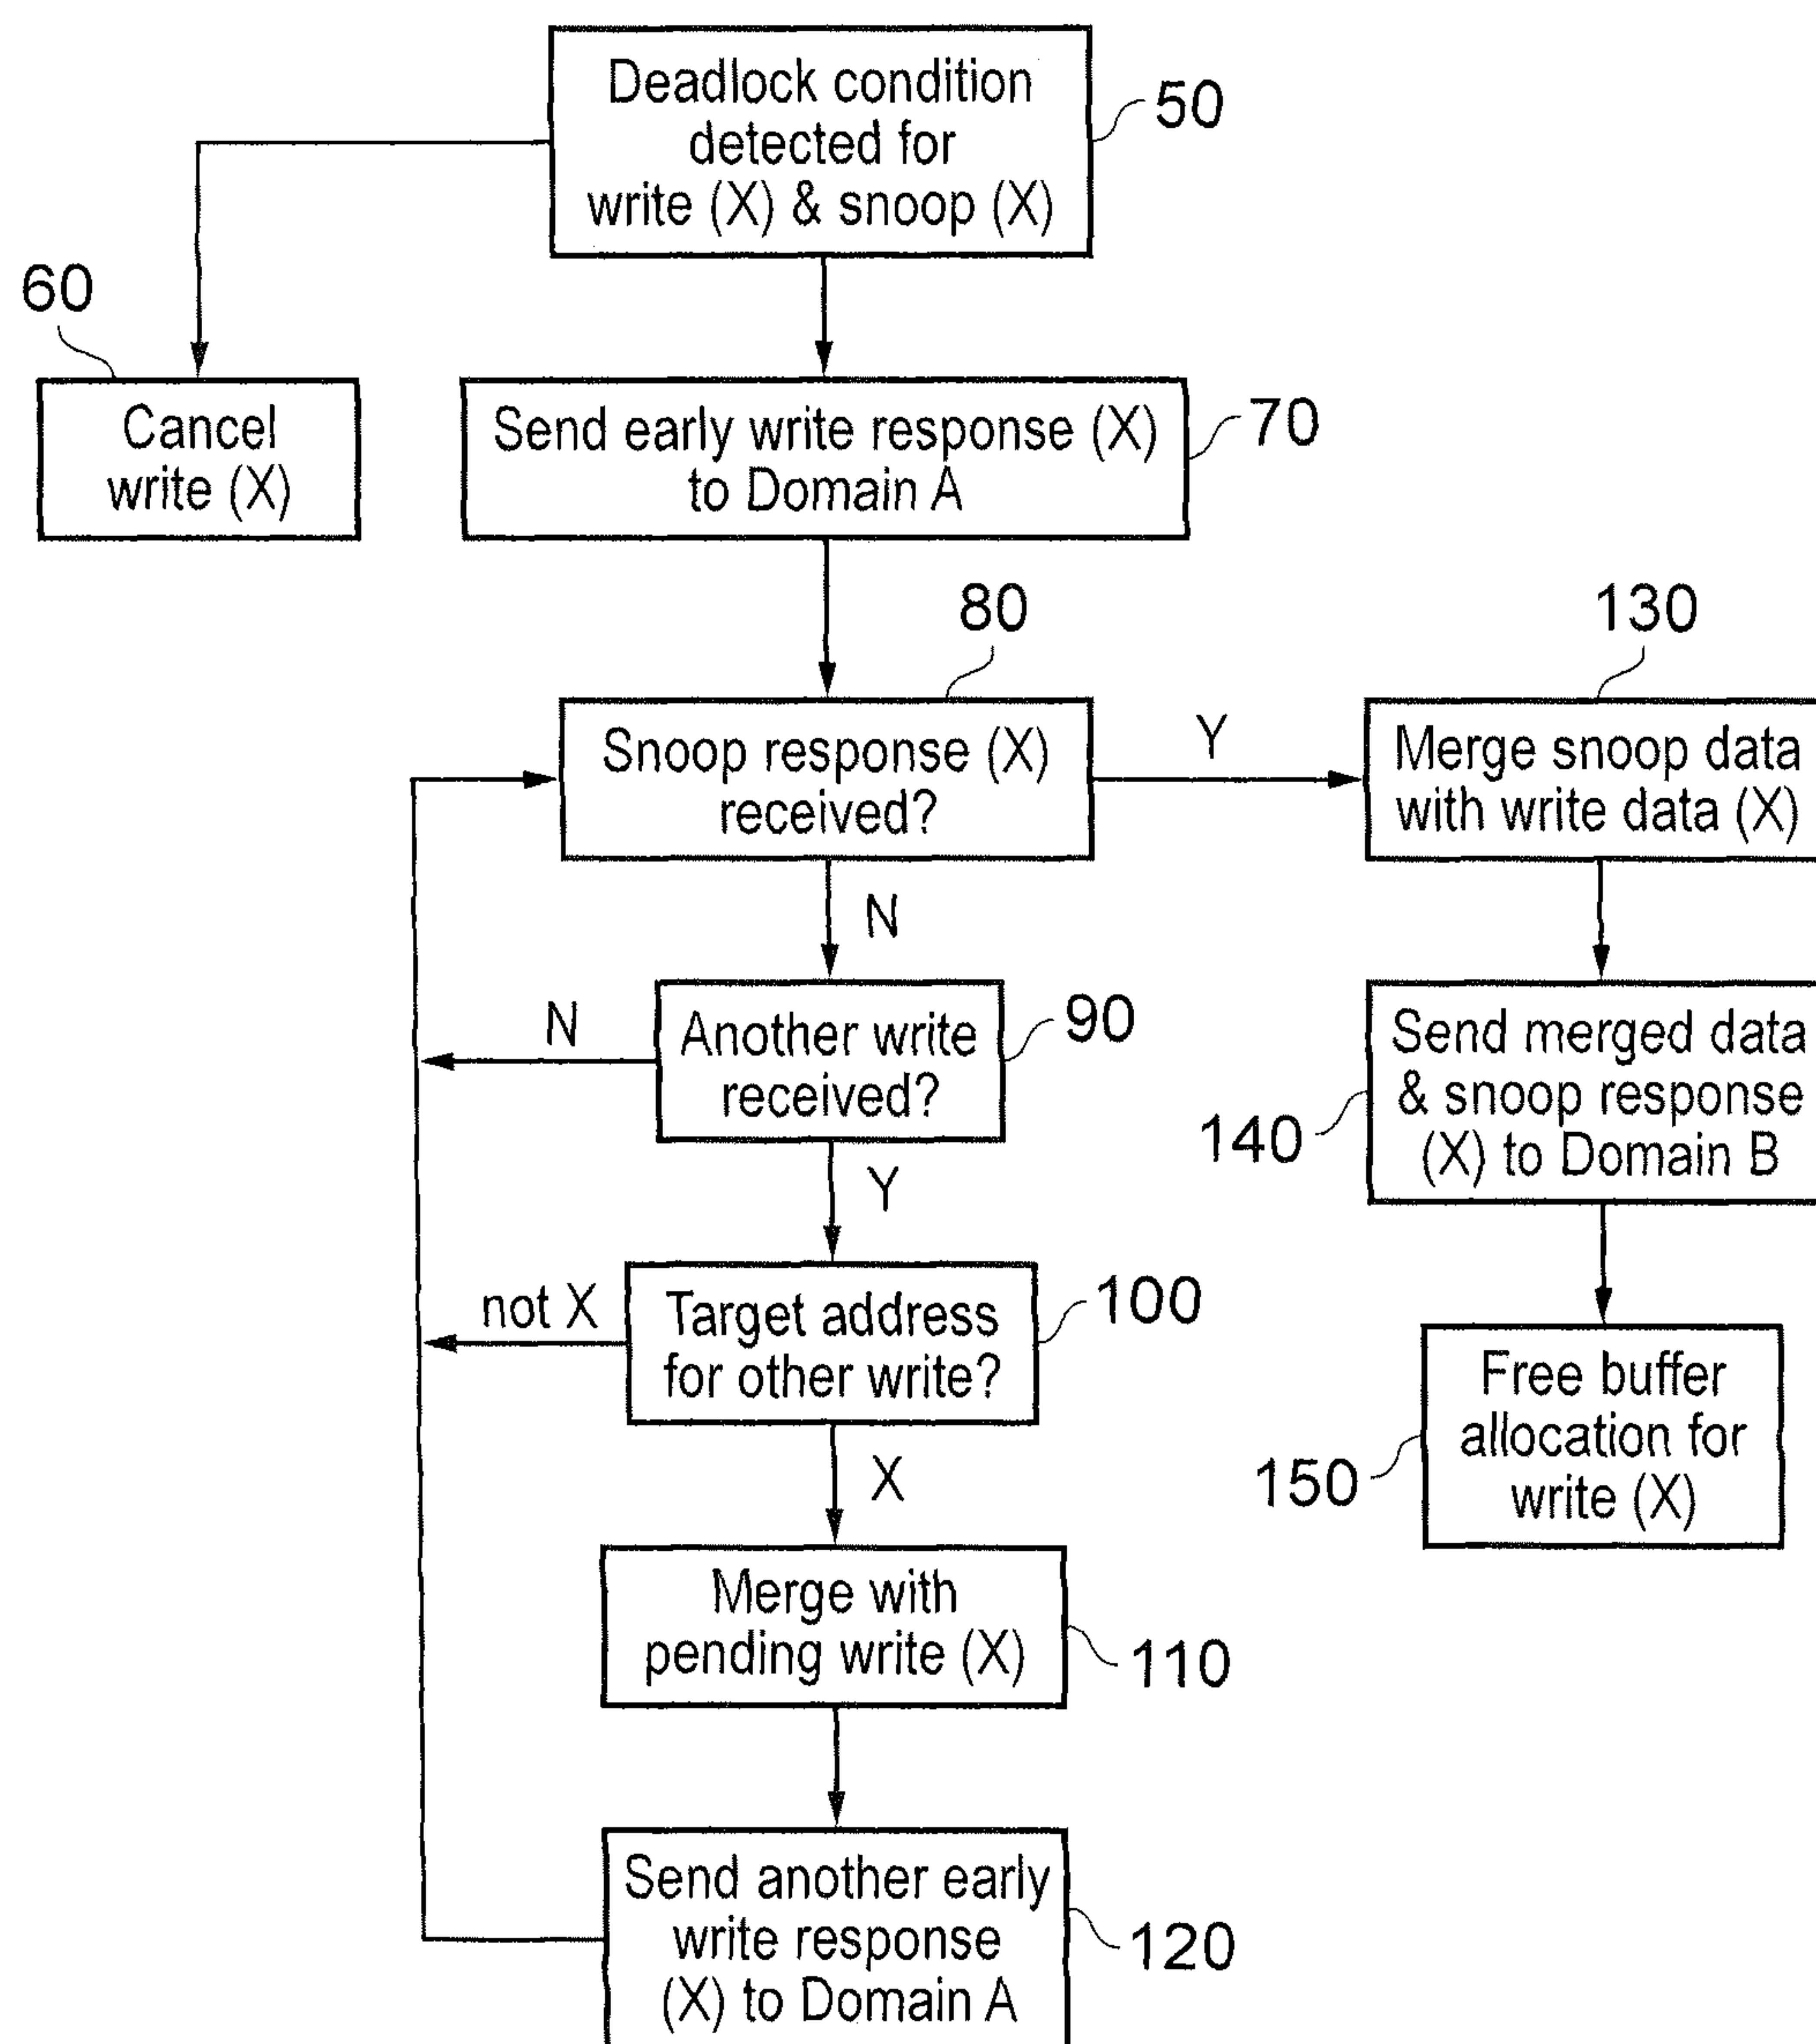 Deadlock condition
detected for
write (X) & snoop (X)
50
60
Cancel
write (X)
Send early write response (X)
to Domain A
70
80
130
Snoop response (X)
received?
Y
Merge snoop data
with write data (X)
N
Another write
received?
90
N
Send merged data
& snoop response
(X) to Domain B
140
Y
Target address
for other write?
100
not X
Free buffer
allocation for
write (X)
150
X
Merge with
pending write (X)
110
Send another early
write response
(X) to Domain A
120